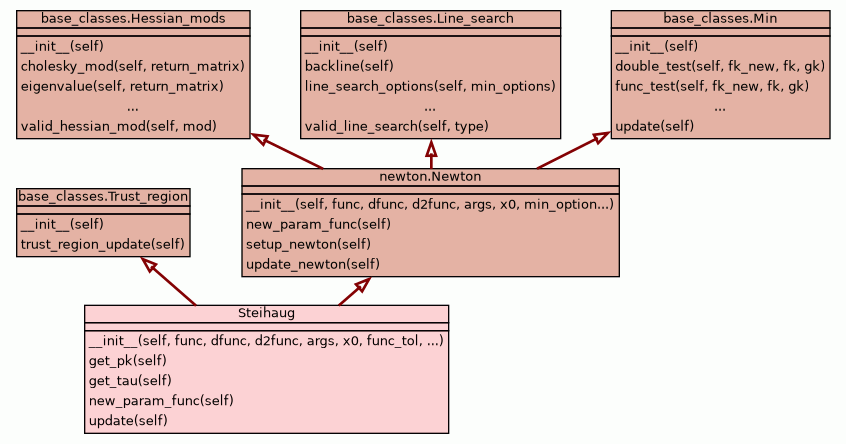 base_classes.Hessian_mods
__init__(self)
cholesky_mod(self, return_matrix)
eigenvalue(self, return_matrix)
...
valid_hessian_mod(self, mod)
base_classes.Line_search
__init__(self)
backline(self)
line_search_options(self, min_options)
...
valid_line_search(self, type)
base_classes.Min
__init__(self)
double_test(self, fk_new, fk, gk)
func_test(self, fk_new, fk, gk)
...
update(self)
base_classes.Trust_region
__init__(self)
trust_region_update(self)
newton.Newton
__init__(self, func, dfunc, d2func, args, x0, min_option...)
new_param_func(self)
setup_newton(self)
update_newton(self)
Steihaug
__init__(self, func, dfunc, d2func, args, x0, func_tol, ...)
get_pk(self)
get_tau(self)
new_param_func(self)
update(self)